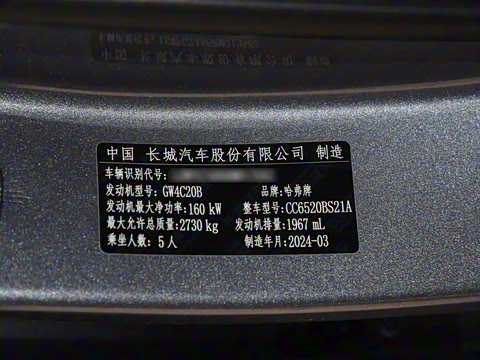 中国 长城汽车股份有限公司 制造
车辆识别代号:
发动机型号: GW4C20B 品牌: 哈弗牌
发动机最大净功率: 160 kW 整车型号: CC6520BS21A
最大允许总质量: 2730 kg 发动机排量: 1967 mL
乘坐人数: 5 人 制造年月: 2024-03